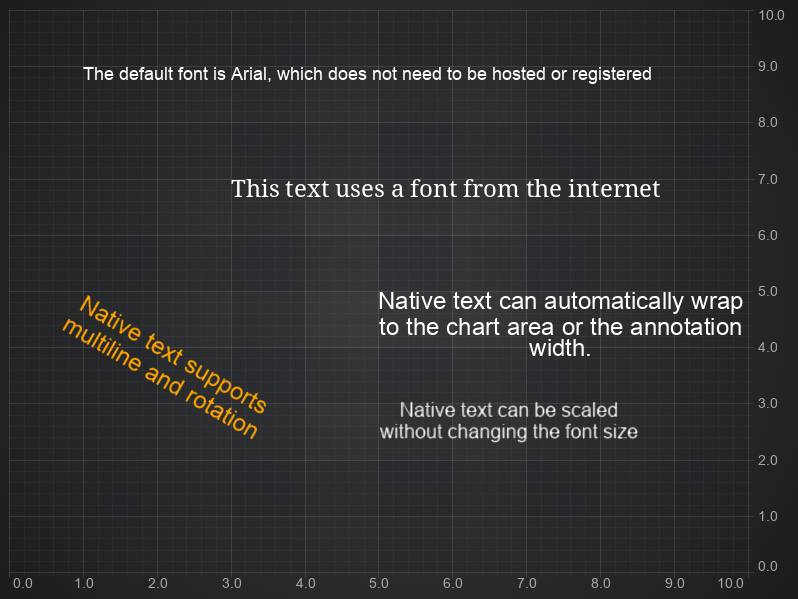 10.0
The default font is Arial, which does not need to be hosted or registered
9.0
8.0
This text uses a font from the internet
7.0
6.0
Native text can automatically wrap
to the chart area or the annotation
width.
5.0
4.0
Native text supports
multiline and rotation
Native text can be scaled
without changing the font size
3.0
2.0
1.0
0.0
0.0 1.0 2.0 3.0 4.0 5.0 6.0 7.0 8.0 9.0 10.0